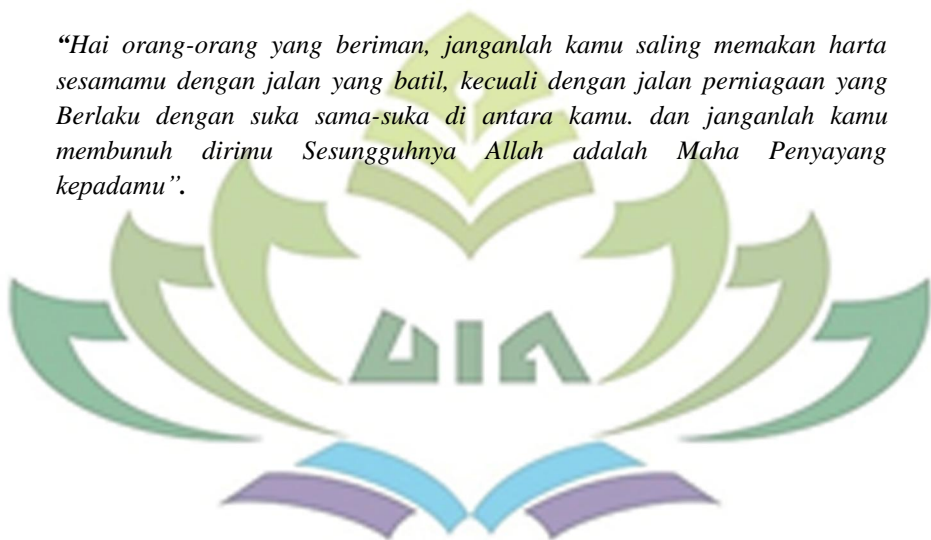 “Hai orang-orang yang beriman, janganlah kamu saling memakan harta
sesamamu dengan jalan yang batil, kecuali dengan jalan perniagaan yang
Berlaku dengan suka sama-suka di antara kamu. dan janganlah kamu
membunuh dirimu Sesungguhnya Allah adalah Maha Penyayang
kepadamu”.
UIN